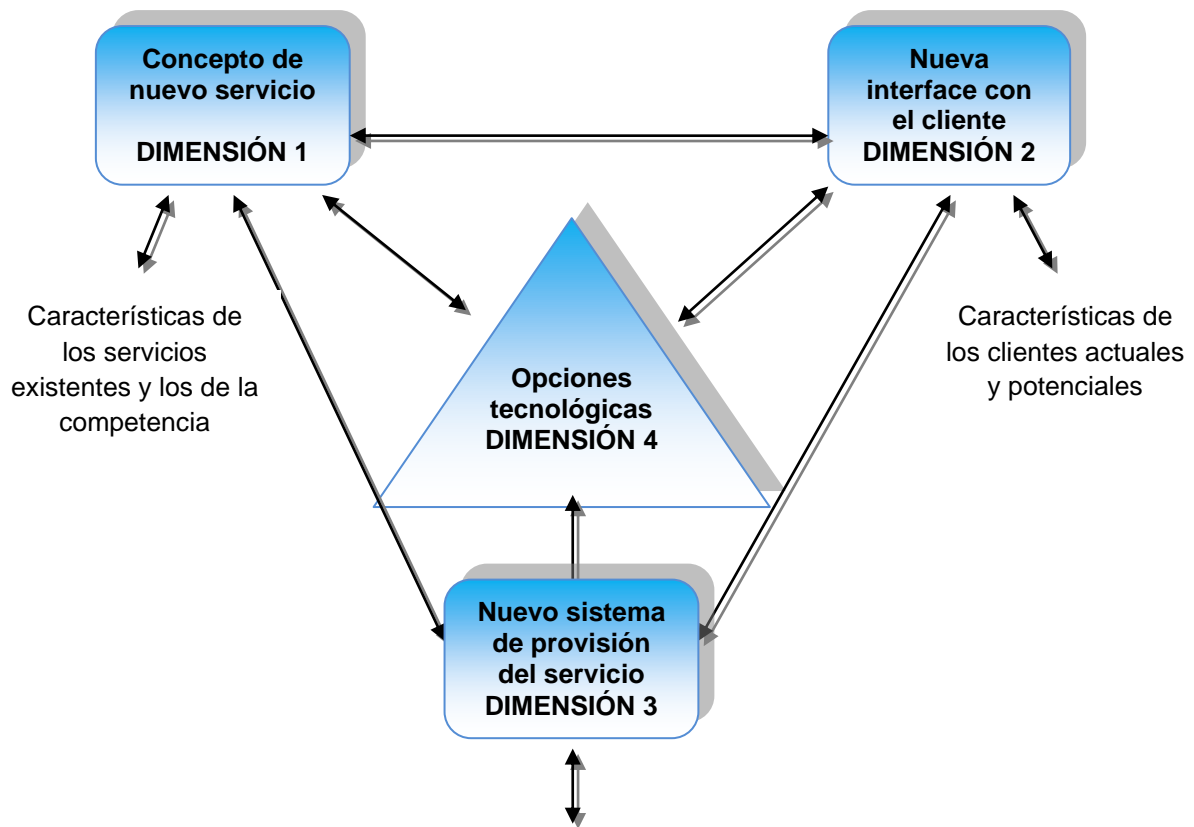 Concepto de
nuevo servicio
DIMENSIÓN 1
Nueva
interface con
el cliente
DIMENSIÓN 2
Características de
los servicios
existentes y los de la
competencia
Características de
los clientes actuales
y potenciales
Opciones
tecnológicas
DIMENSIÓN 4
Nuevo sistema
de provisión
del servicio
DIMENSIÓN 3